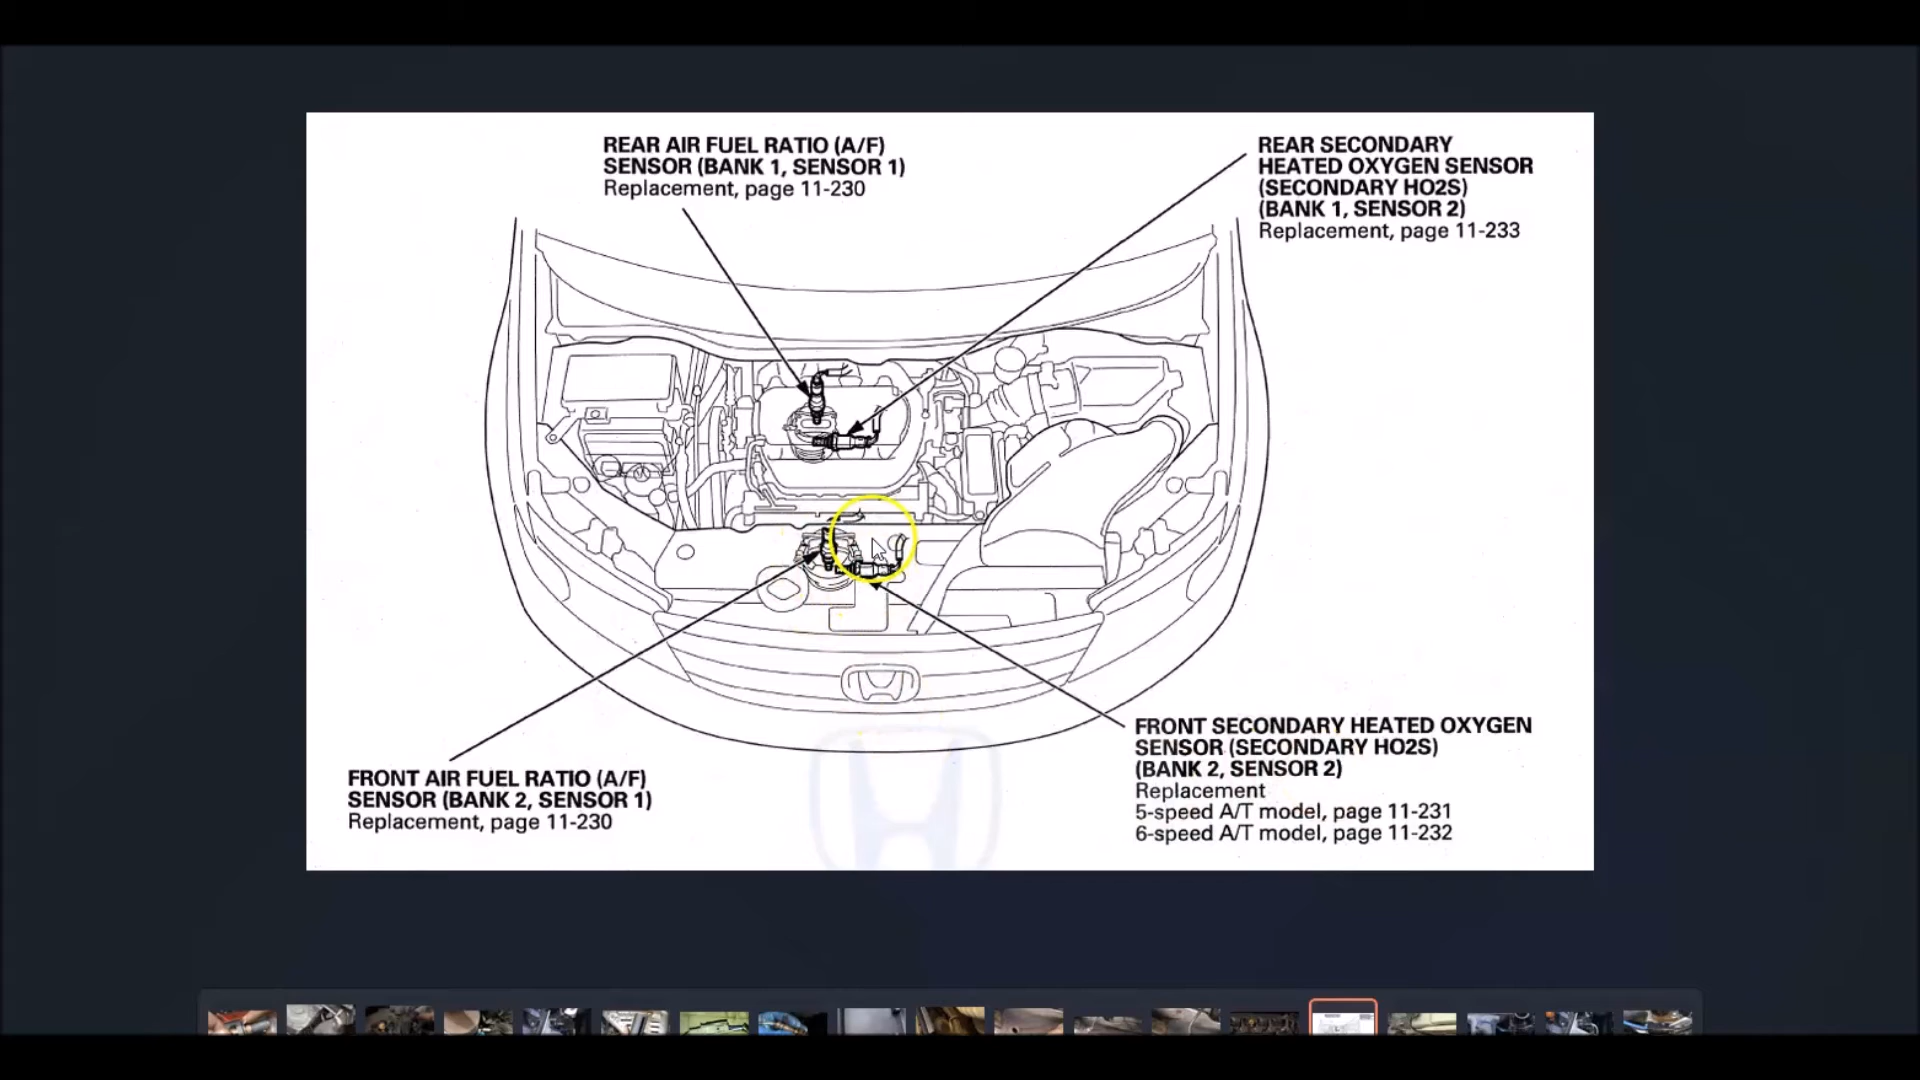 REAR AIR FUEL RATIO (A/F)
SENSOR (BANK 1, SENSOR 1)
Replacement, page 11-230
REAR SECONDARY
HEATED OXYGEN SENSOR
(SECONDARY HO2S)
(BANK 1, SENSOR 2)
Replacement, page 11-233
FRONT AIR FUEL RATIO (A/F)
SENSOR (BANK 2, SENSOR 1)
Replacement, page 11-230
FRONT SECONDARY HEATED OXYGEN
SENSOR (SECONDARY HO2S)
(BANK 2, SENSOR 2)
Replacement
5-speed A/T model, page 11-231
6-speed A/T model, page 11-232